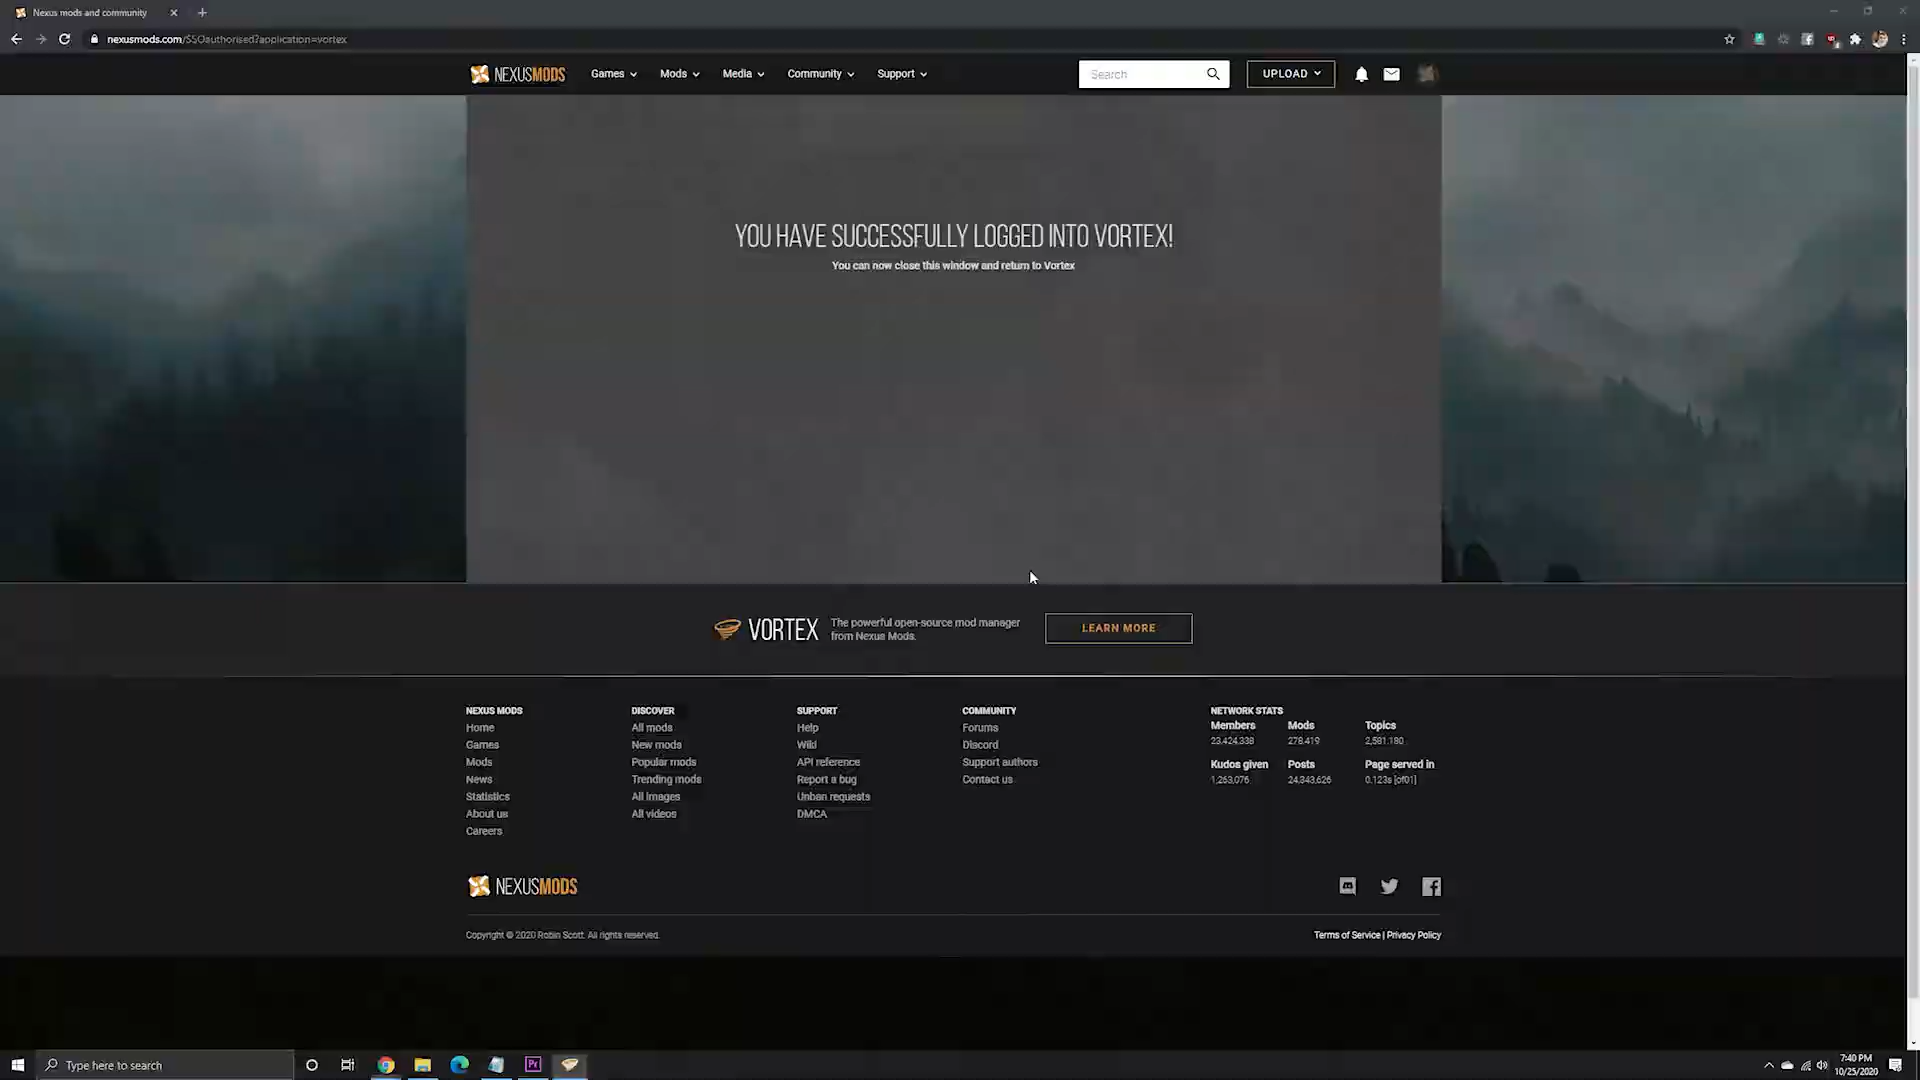 Nexus mods and community
nexusmods.com/SSOauthorised?application=vortex
NEXUSMODS Games Mods Media Community Support Search UPLOAD
YOU HAVE SUCCESSFULLY LOGGED INTO VORTEX!
You can now close this window and return to Vortex
VORTEX
The powerful open-source mod manager
from Nexus Mods.
LEARN MORE
NEXUS MODS
Home
Games
Mods
News
Statistics
About us
Careers
DISCOVER
All mods
New mods
Popular mods
Trending mods
All images
All videos
SUPPORT
Help
Wiki
API reference
Report a bug
Unban requests
DMCA
COMMUNITY
Forums
Discord
Support authors
Contact us
NETWORK STATS
Members Mods Topics
23,424,338 278,419 2,581,180
Kudos given Posts Page served in
1,263,076 24,343,626 0.123s [of01]
NEXUSMODS
Copyright © 2020 Robin Scott. All rights reserved.
Terms of Service | Privacy Policy
Type here to search
Pr
7:40 PM
10/25/2020